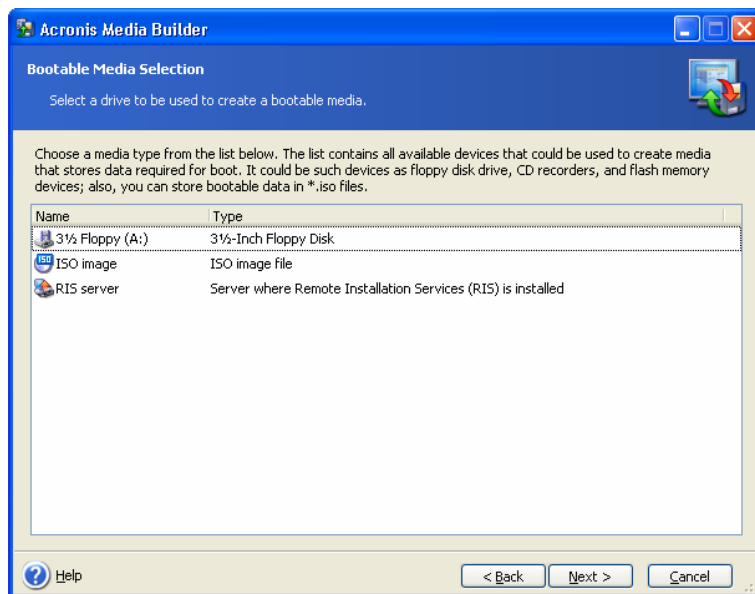 Acronis Media Builder
Bootable Media Selection
Select a drive to be used to create a bootable media.
Choose a media type from the list below. The list contains all available devices that could be used to create media
that stores data required for boot. It could be such devices as floppy disk drive, CD recorders, and flash memory
devices; also, you can store bootable data in *.iso files.
Name Type
3½ Floppy (A:) 3½-Inch Floppy Disk
ISO image ISO image file
RIS server Server where Remote Installation Services (RIS) is installed
Help < Back Next > Cancel